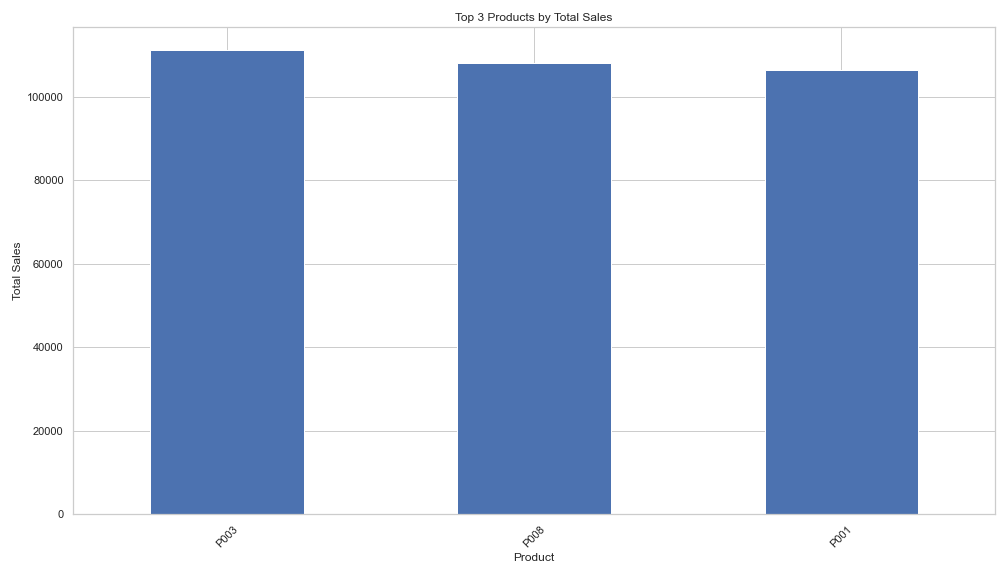 Top 3 Products by Total Sales
100000
80000
60000
40000
20000
0
Total Sales
P003
P008
P001
Product